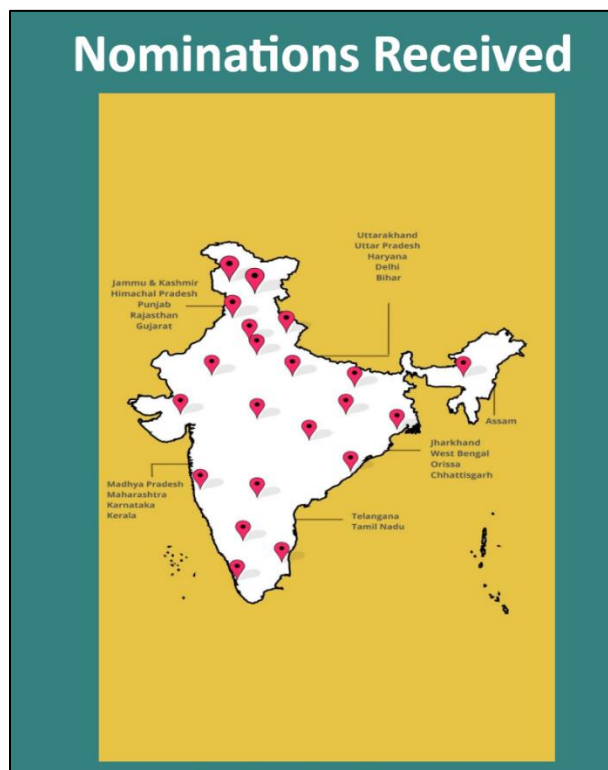 Nominations Received
Uttarakhand
Uttar Pradesh
Haryana
Delhi
Bihar
Jammu & Kashmir
Himachal Pradesh
Punjab
Rajasthan
Gujarat
Assam
Jharkhand
West Bengal
Orissa
Chhattisgarh
Madhya Pradesh
Maharashtra
Karnataka
Kerala
Telangana
Tamil Nadu